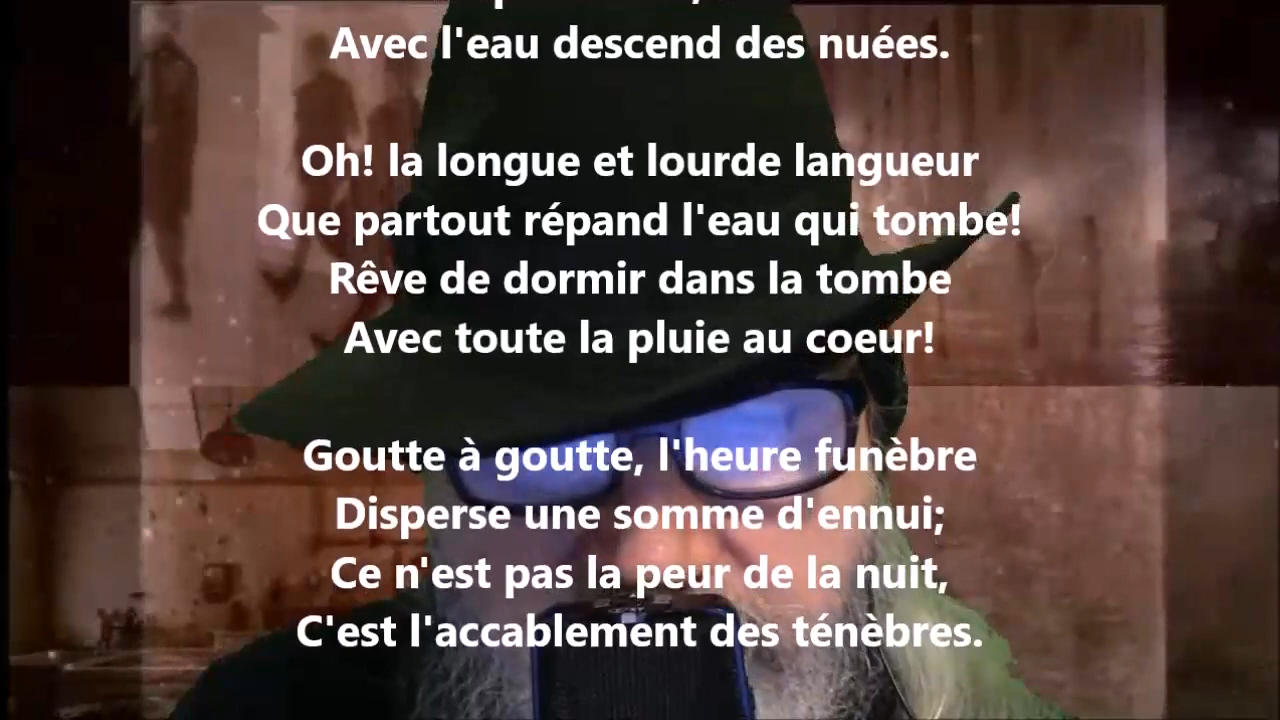 Avec l'eau descend des nuées.
Oh! la longue et lourde langueur
Que partout répand l'eau qui tombe!
Rêve de dormir dans la tombe
Avec toute la pluie au coeur!
Goutte à goutte, l'heure funèbre
Disperse une somme d'ennui;
Ce n'est pas la peur de la nuit,
C'est l'accablement des ténèbres.